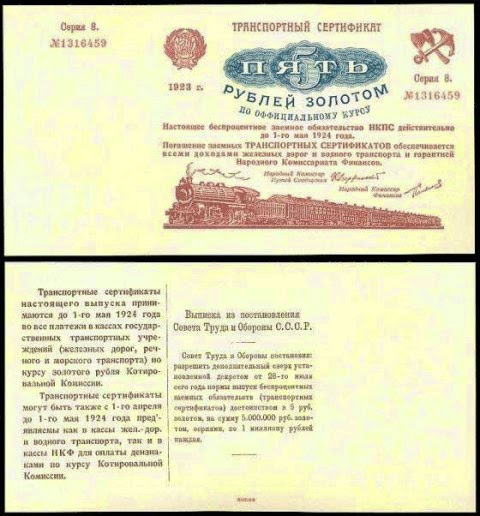 Серия 8.
№1316459
ТРАНСПОРТНЫЙ СЕРТИФИКАТ
5
ПЯТЬ
1923 г.
РУБЛЕЙ ЗОЛОТОМ
ПО ОФФИЦИАЛЬНОМУ КУРСУ
Серия 8.
№1316459
Настоящее беспроцентное заемное обязательство НКПС действительно
до 1-го мая 1924 года.
Погашение заемных ТРАНСПОРТНЫХ СЕРТИФИКАТОВ обеспечивается
всеми доходами железных дорог и водного транспорта и гарантией
Народного Комиссариата Финансов.
Народный Комиссар
Путей Сообщения
Народный Комиссар
Финансов
Транспортные сертификаты
настоящего выпуска прини-
маются до 1-го мая 1924 года
во все платежи в кассах государ-
ственных транспортных учре-
ждений (железных дорог, реч-
ного и морского транспорта) по
курсу золотого рубля Котиро-
вальной Комиссии.
Транспортные сертификаты
могут быть также с 1-го апреля
до 1-го мая 1924 года пред'-
являемы как в кассы жел.-дор.
и водного транспорта, так и в
кассы НКФ для оплаты дензна-
ками по курсу Котировальной
Комиссии.
Выписка из постановления
Совета Труда и Обороны С.С.С.Р.
Совет Труда и Обороны постановил:
разрешить дополнительный сверх уста-
новленной декретом от 28-го июля
сего года нормы выпуск беспроцентных
заемных обязательств (транспортных
сертификатов) достоинством в 5 руб.
золотом, на сумму 5.000.000 руб. зо-
лотом, сериями, по 1 миллиону рублей
каждая.